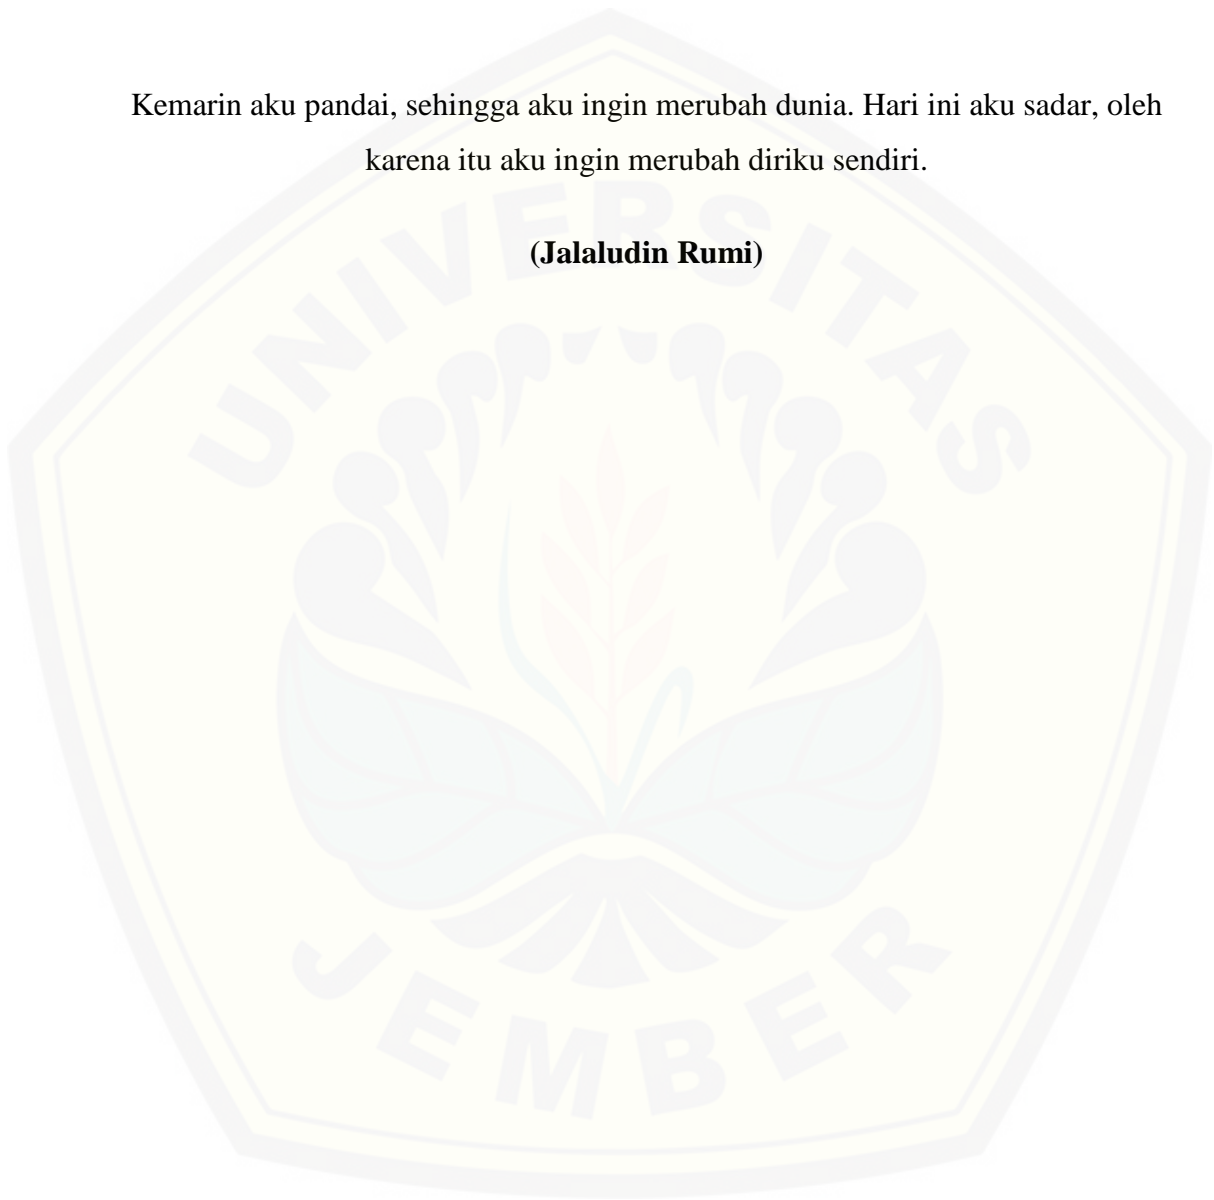 Kemarin aku pandai, sehingga aku ingin merubah dunia. Hari ini aku sadar, oleh
karena itu aku ingin merubah diriku sendiri.
(Jalaludin Rumi)
UNIVERSITAS
JEMBER